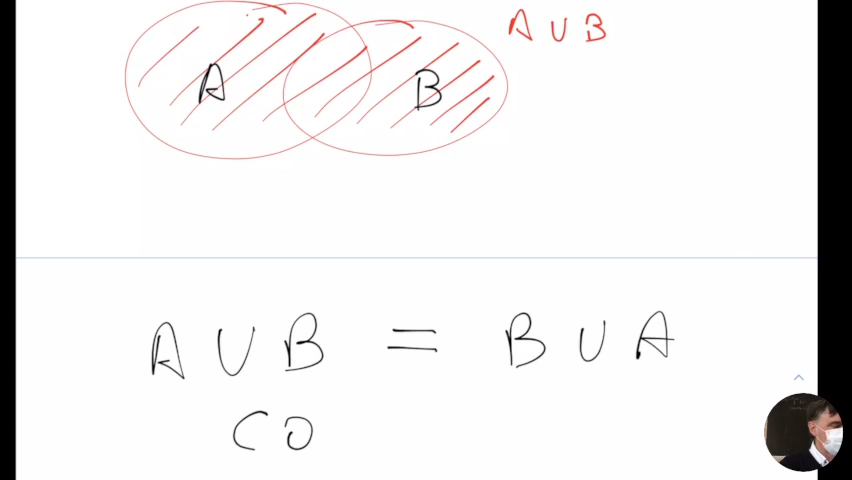 A ∪ B
A B
A ∪ B = B ∪ A
CO